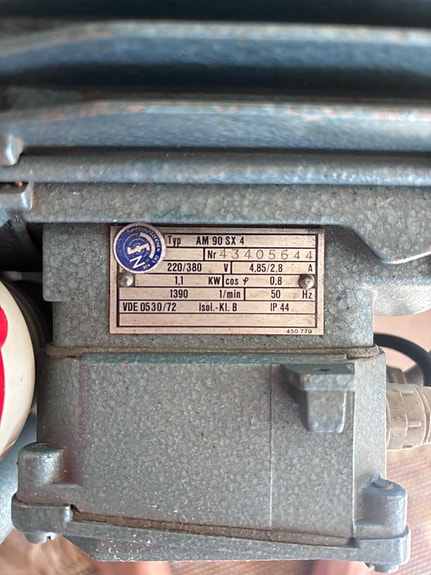 Typ AM 90 SX 4
Nr 43405644
220/380 V 4,85/2,8 A
1,1 KW cos φ 0.8
1390 1/min 50 Hz
VDE 0530/72 Isol.-Kl. B IP 44
450 770